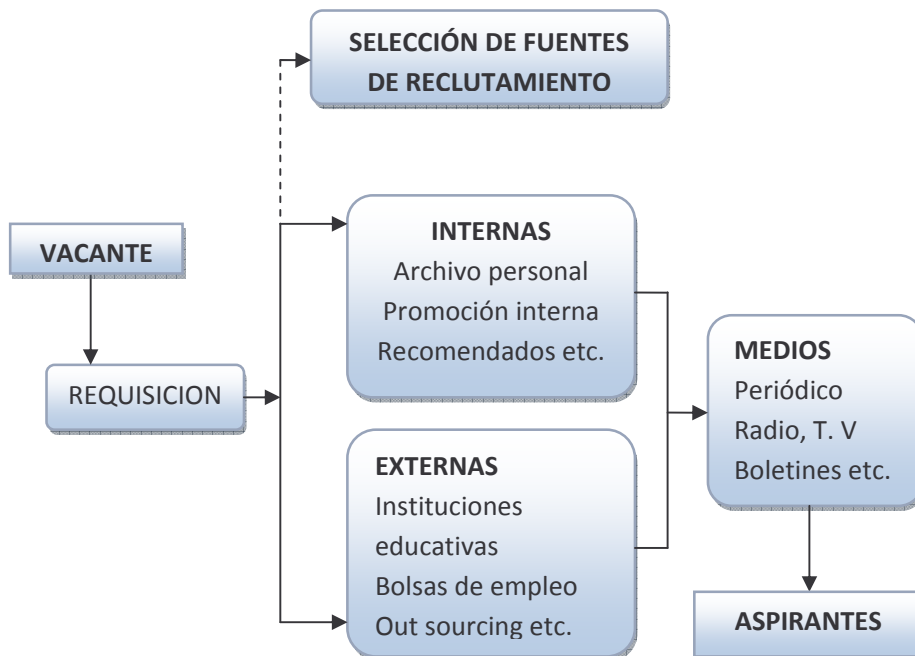 SELECCIÓN DE FUENTES
DE RECLUTAMIENTO
VACANTE
REQUISICION
INTERNAS
Archivo personal
Promoción interna
Recomendados etc.
EXTERNAS
Instituciones
educativas
Bolsas de empleo
Out sourcing etc.
MEDIOS
Periódico
Radio, T. V
Boletines etc.
ASPIRANTES